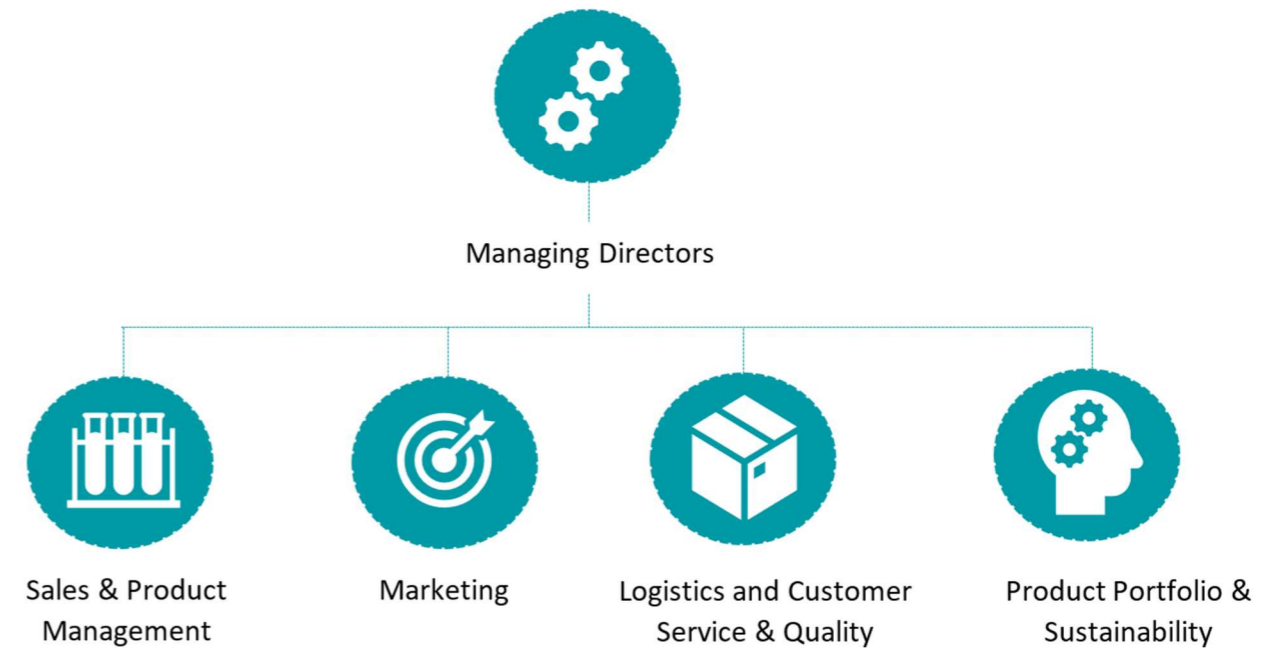 Managing Directors
Sales & Product
Management
Marketing
Logistics and Customer
Service & Quality
Product Portfolio &
Sustainability